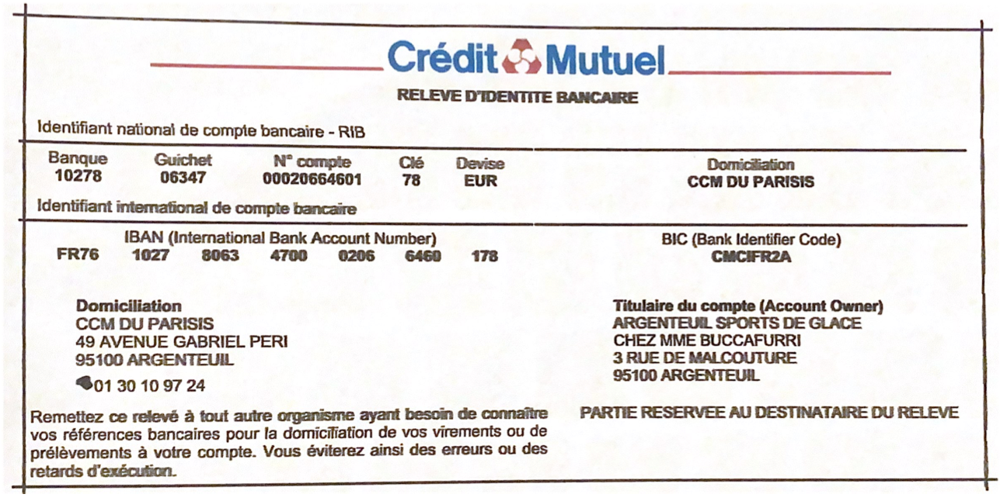 Crédit Mutuel
RELEVE D'IDENTITE BANCAIRE
Identifiant national de compte bancaire - RIB
Banque Guichet N° compte Clé Devise Domiciliation
10278 06347 00020664601 78 EUR CCM DU PARISIS
Identifiant international de compte bancaire
IBAN (International Bank Account Number) BIC (Bank Identifier Code)
FR76 1027 8063 4700 0206 6460 178 CMCIFR2A
Domiciliation
CCM DU PARISIS
49 AVENUE GABRIEL PERI
95100 ARGENTEUIL
01 30 10 97 24
Titulaire du compte (Account Owner)
ARGENTEUIL SPORTS DE GLACE
CHEZ MME BUCCAFURRI
3 RUE DE MALCOUTURE
95100 ARGENTEUIL
Remettez ce relevé à tout autre organisme ayant besoin de connaître
vos références bancaires pour la domiciliation de vos virements ou de
prélèvements à votre compte. Vous éviterez ainsi des erreurs ou des
retards d'exécution.
PARTIE RESERVEE AU DESTINATAIRE DU RELEVE